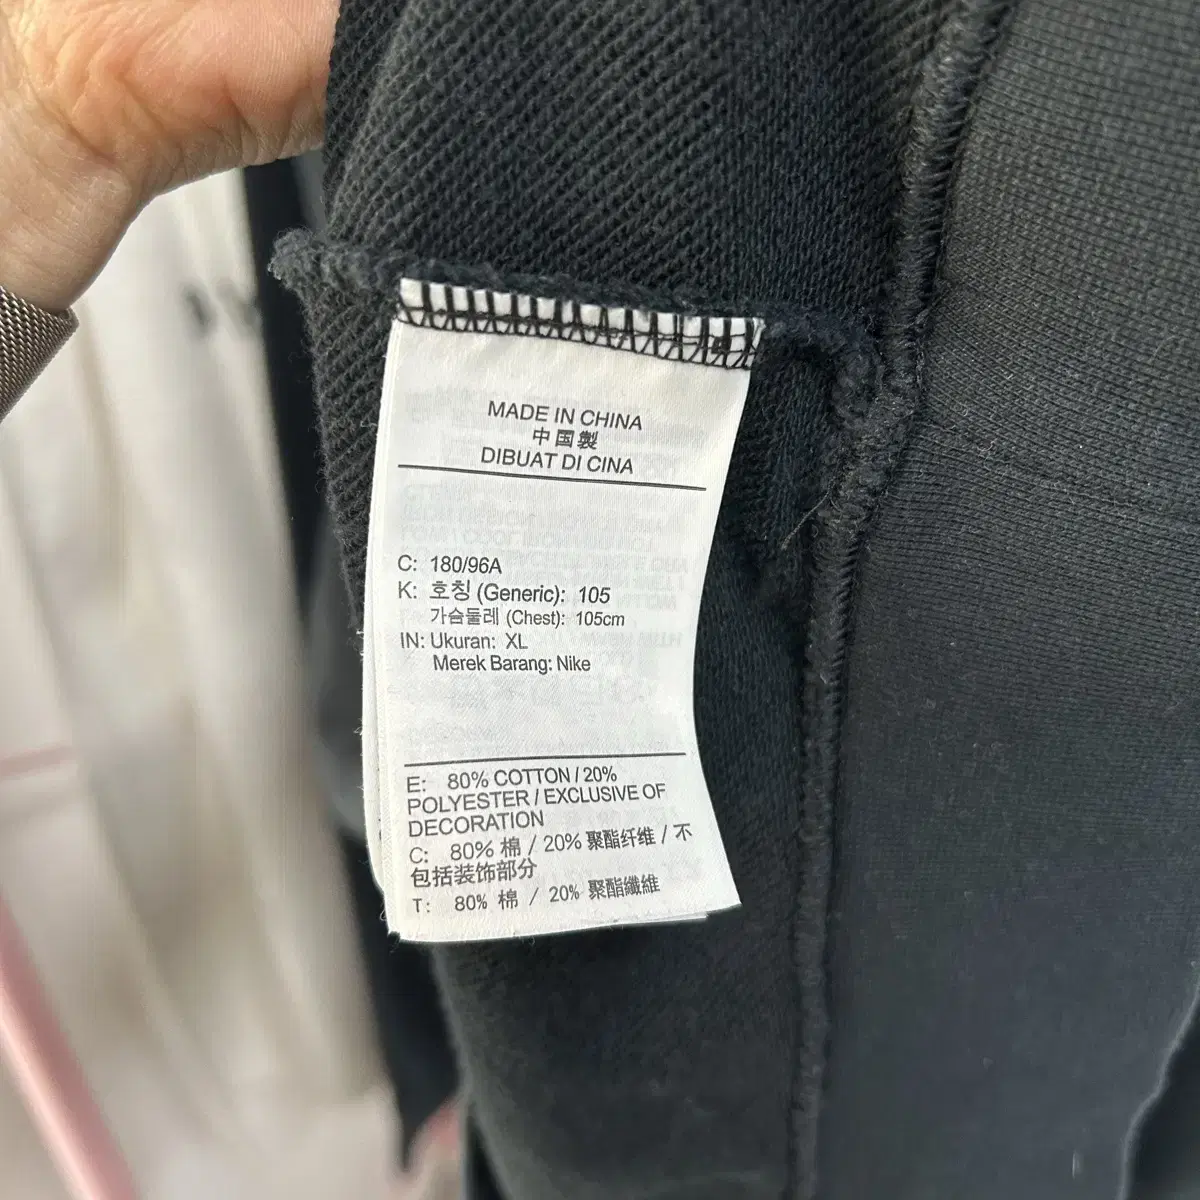 MADE IN CHINA
中国製
DIBUAT DI CINA
C: 180/96A
K: 호칭 (Generic): 105
가슴둘레 (Chest): 105cm
IN: Ukuran: XL
Merek Barang: Nike
E: 80% COTTON / 20%
POLYESTER / EXCLUSIVE OF
DECORATION
C: 80% 棉 / 20% 聚酯纤维 / 不
包括装饰部分
T: 80% 棉 / 20% 聚酯纖維